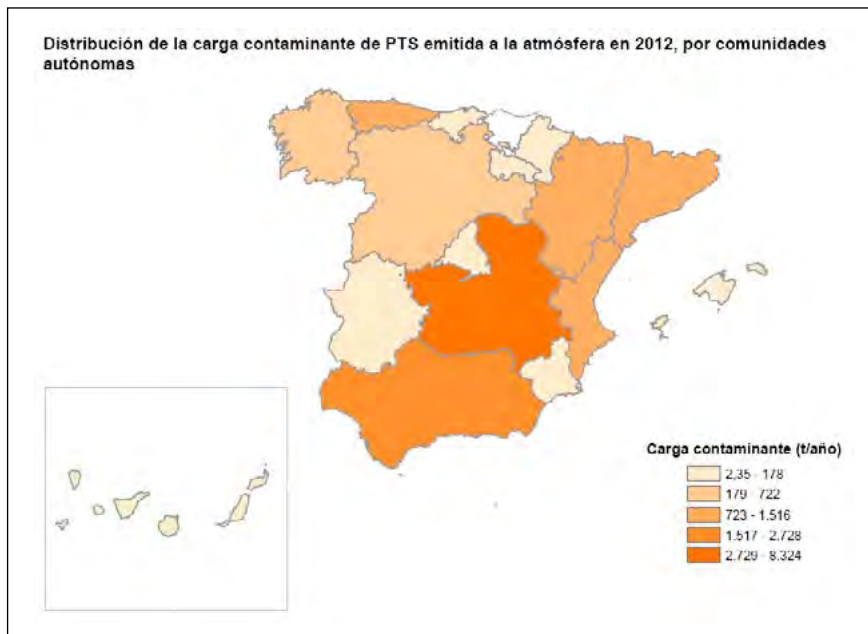 Distribución de la carga contaminante de PTS emitida a la atmósfera en 2012, por comunidades
autónomas
Carga contaminante (t/año)
2,35 - 178
179 - 722
723 - 1.516
1.517 - 2.728
2.729 - 8.324